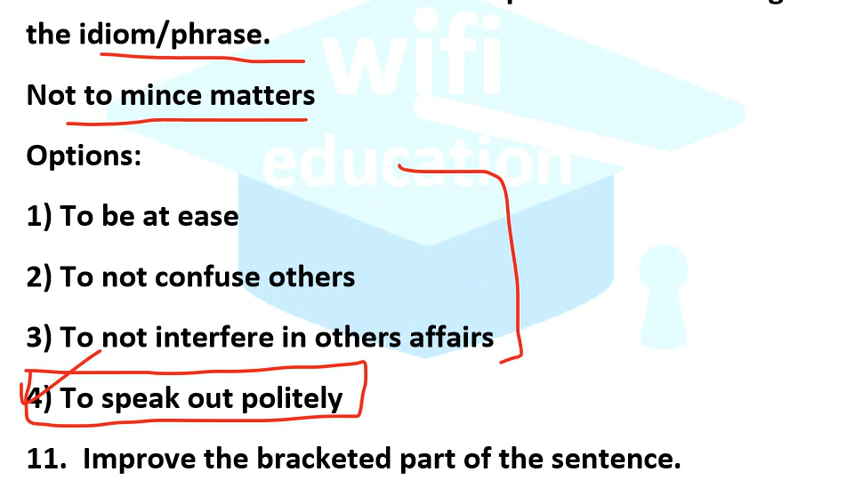 the idiom/phrase.
Not to mince matters
Options:
1) To be at ease
2) To not confuse others
3) To not interfere in others affairs
4) To speak out politely
11. Improve the bracketed part of the sentence.
wifi
education